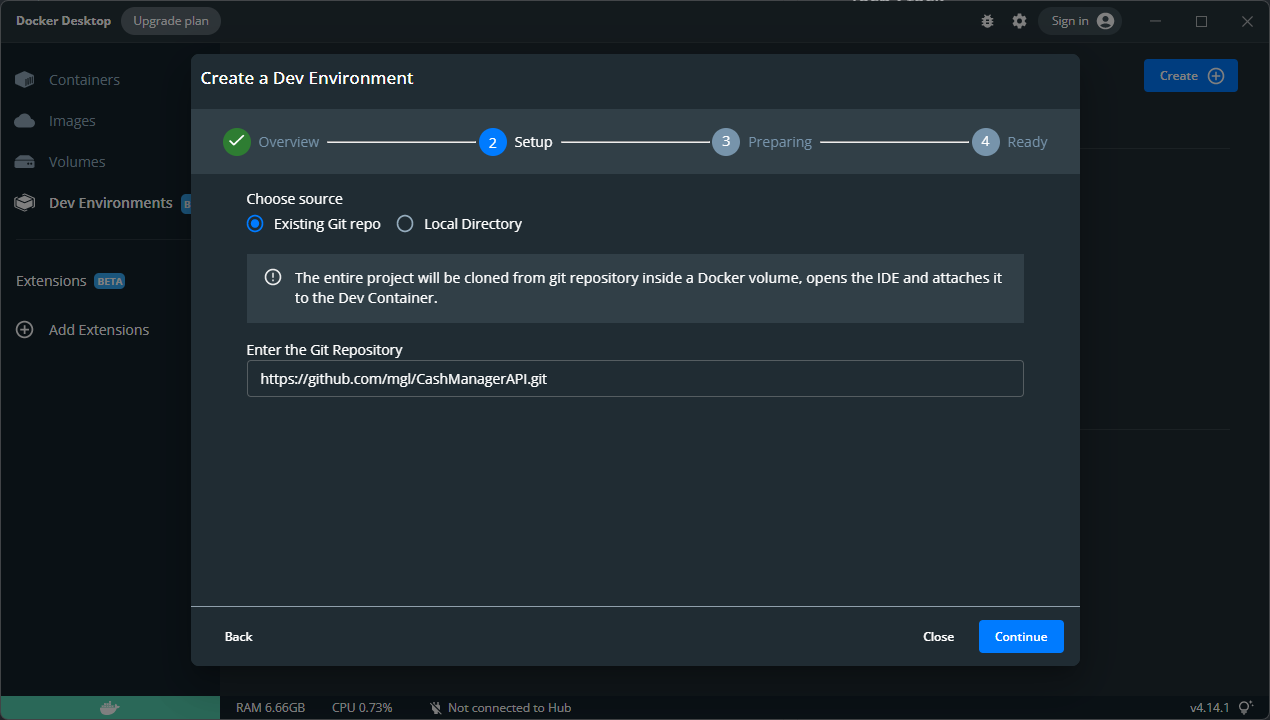 Docker Desktop
Upgrade plan
Sign in
Containers
Images
Volumes
Dev Environments
Extensions BETA
Add Extensions
Create
Create a Dev Environment
Overview
2 Setup
3 Preparing
4 Ready
Choose source
Existing Git repo
Local Directory
The entire project will be cloned from git repository inside a Docker volume, opens the IDE and attaches it
to the Dev Container.
Enter the Git Repository
https://github.com/mgl/CashManagerAPI.git
Back
Close
Continue
RAM 6.66GB
CPU 0.73%
Not connected to Hub
v4.14.1